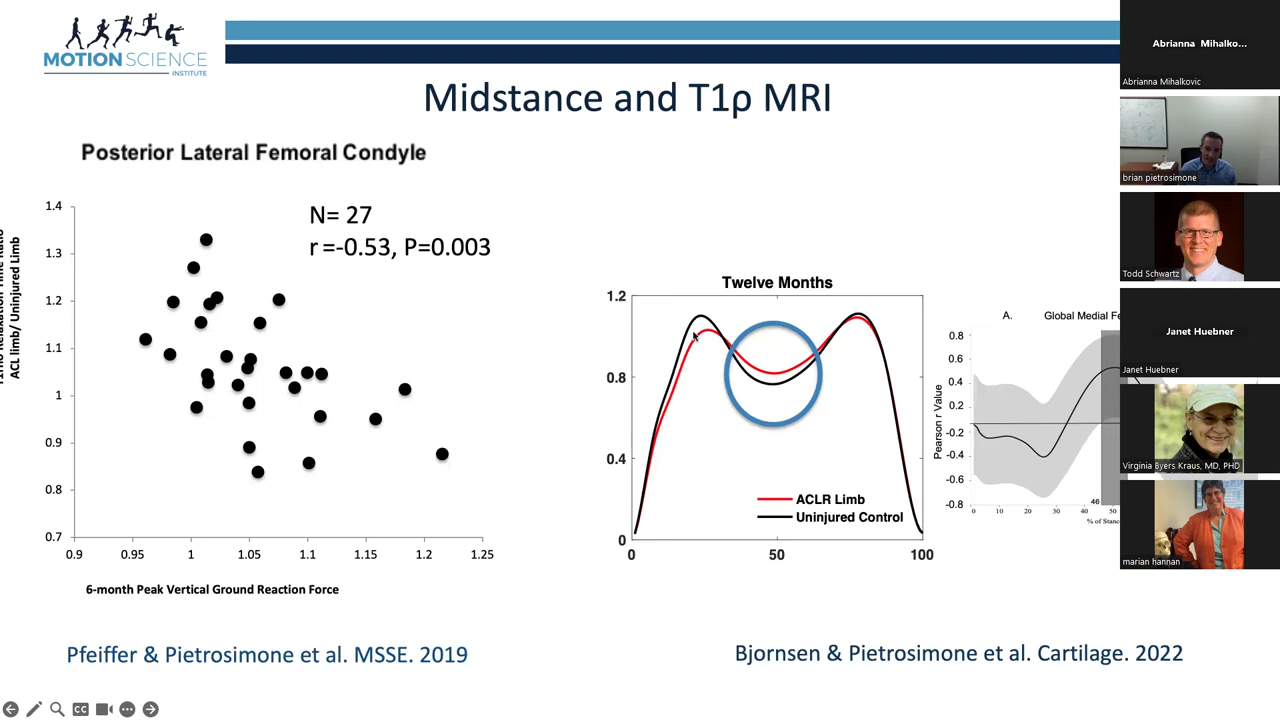 MOTION SCIENCE
INSTITUTE
Midstance and T1ρ MRI
Posterior Lateral Femoral Condyle
N= 27
r =-0.53, P=0.003
ACL limb/ Uninjured Limb
1.4
1.3
1.2
1.1
1
0.9
0.8
0.7
0.9
0.95
1
1.05
1.1
1.15
1.2
1.25
6-month Peak Vertical Ground Reaction Force
Pfeiffer & Pietrosimone et al. MSSE. 2019
Twelve Months
1.2
0.8
0.4
0
0
50
100
ACLR Limb
Uninjured Control
A.
Global Medial Fe
Pearson r Value
0.8
0.6
0.4
0.2
-0.2
-0.4
-0.6
-0.8
0
10
20
30
40
50
46
% of Stanc
Bjornsen & Pietrosimone et al. Cartilage. 2022
Abrianna Mihalko...
Abrianna Mihalkovic
brian pietrosimone
Todd Schwartz
Janet Huebner
Janet Huebner
Virginia Byers Kraus, MD, PHD
marian hannan
CC